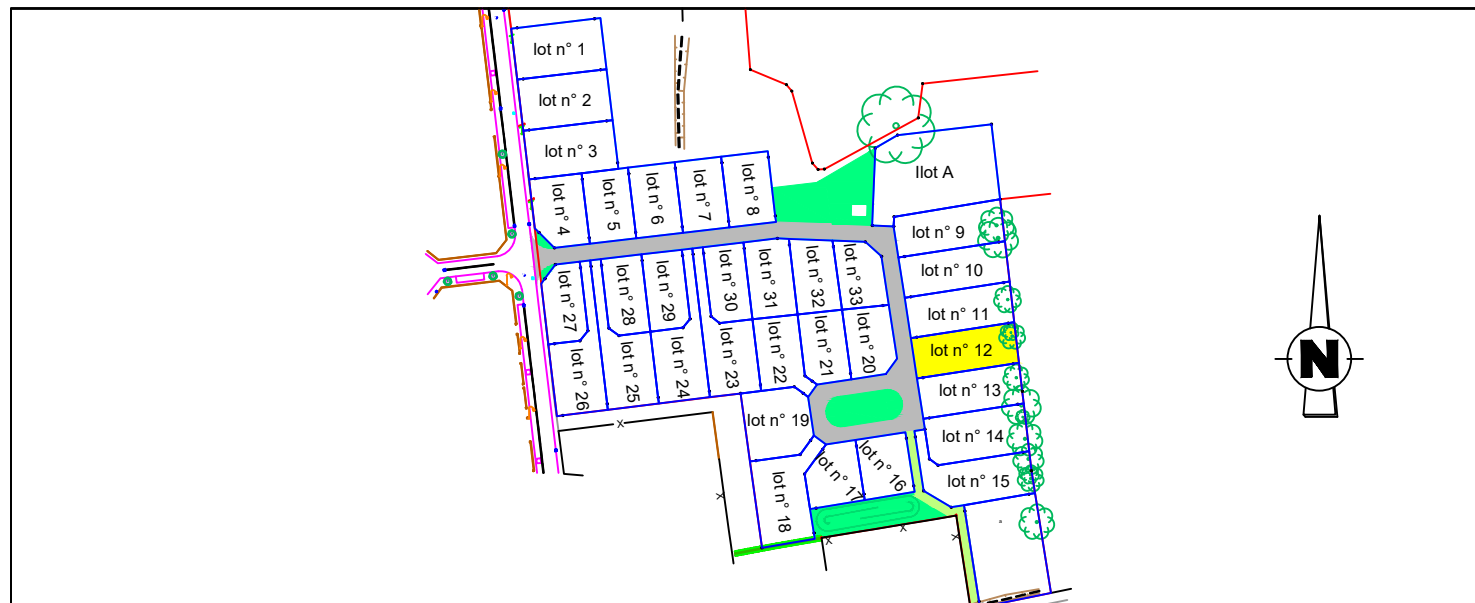 lot n° 1
lot n° 2
lot n° 3
lot n° 4
lot n° 5
lot n° 6
lot n° 7
lot n° 8
Ilot A
lot n° 9
lot n° 10
lot n° 11
lot n° 12
lot n° 13
lot n° 14
lot n° 15
lot n° 27
lot n° 28
lot n° 29
lot n° 30
lot n° 31
lot n° 32
lot n° 33
lot n° 26
lot n° 25
lot n° 24
lot n° 23
lot n° 22
lot n° 21
lot n° 20
lot n° 19
lot n° 18
lot n° 17
lot n° 16
N